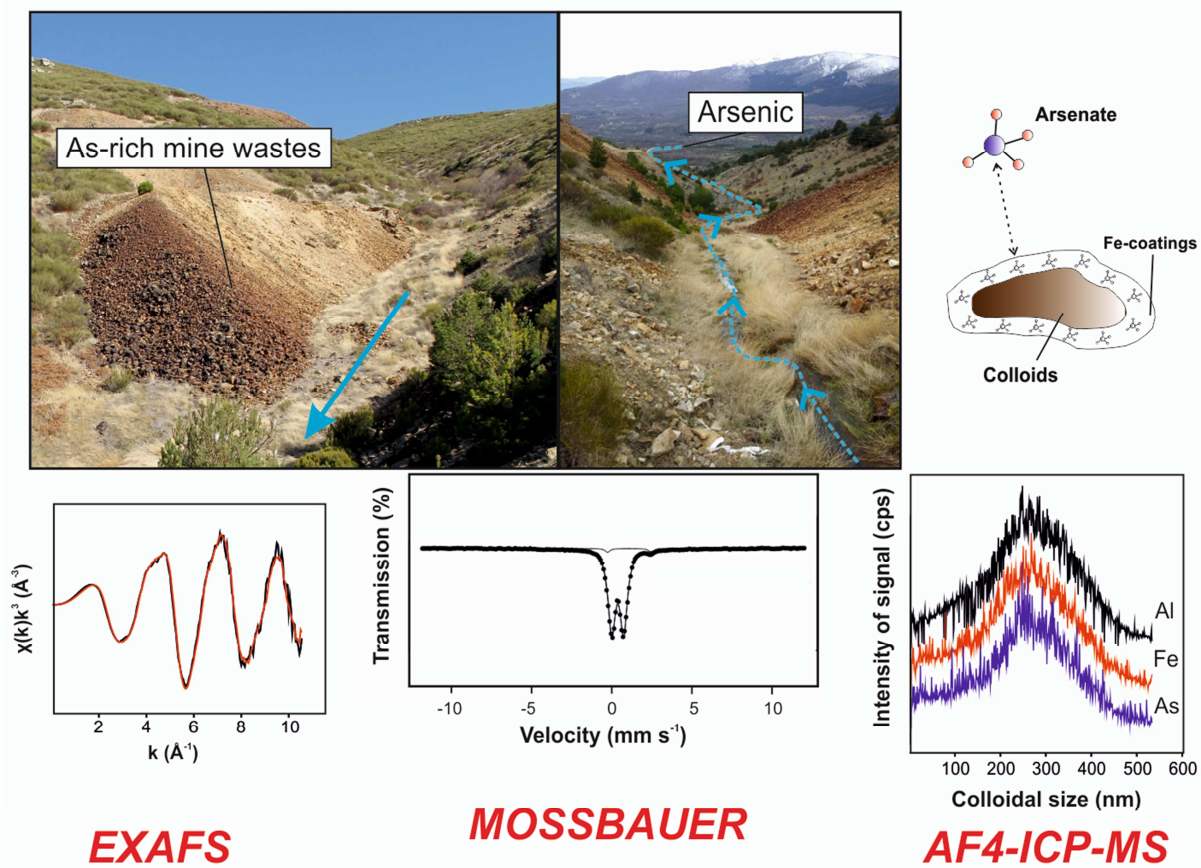 As-rich mine wastes
Arsenic
Arsenate
Fe-coatings
Colloids
χ(k)k³ (Å⁻³)
2 4 6 8 10
k (Å⁻¹)
EXAFS
Transmission (%)
-10 -5 0 5 10
Velocity (mm s⁻¹)
MOSSBAUER
Intensity of signal (cps)
Al
Fe
As
100 200 300 400 500 600
Colloidal size (nm)
AF4-ICP-MS